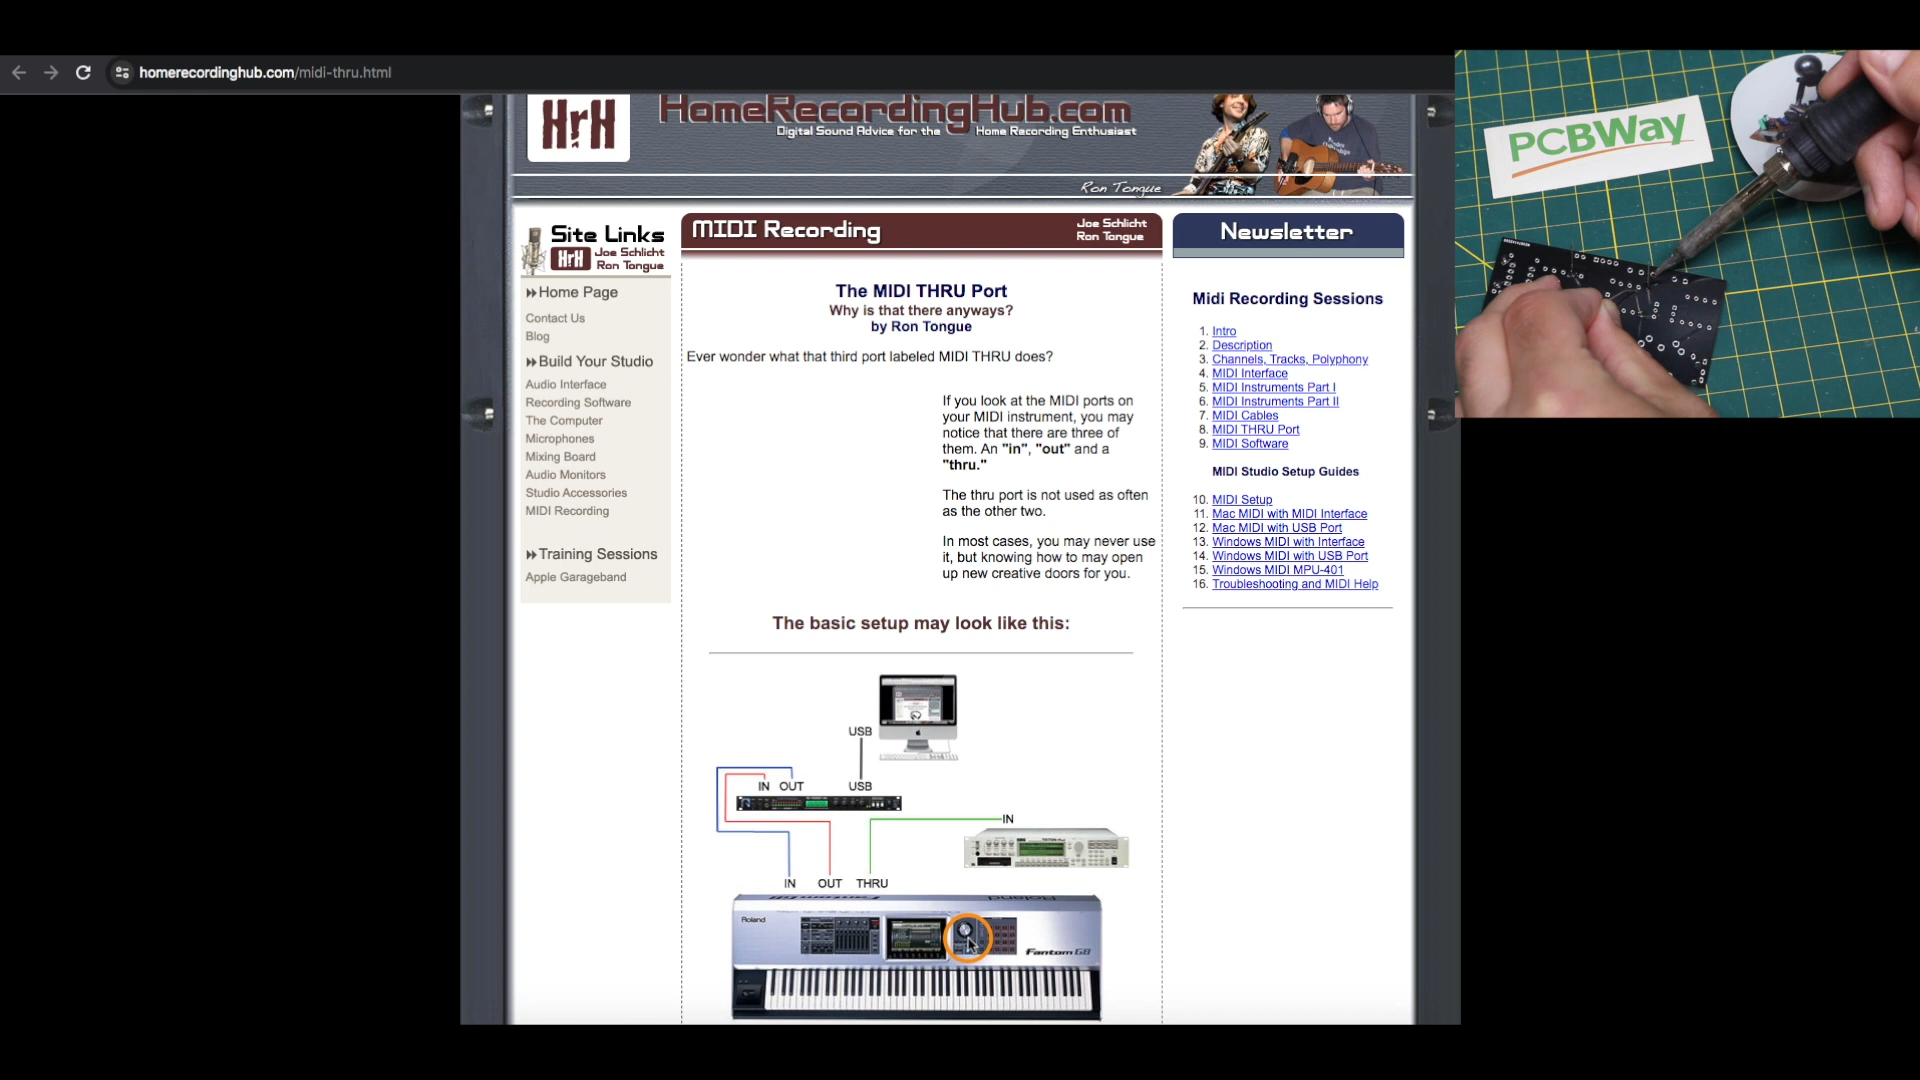 homerecordinghub.com/midi-thru.html
HrH
HomeRecordingHub.com
Digital Sound Advice for the Home Recording Enthusiast
Ron Tongue
PCBWay
Site Links
HrH
Joe Schlicht
Ron Tongue
Home Page
Contact Us
Blog
Build Your Studio
Audio Interface
Recording Software
The Computer
Microphones
Mixing Board
Audio Monitors
Studio Accessories
MIDI Recording
Training Sessions
Apple Garageband
MIDI Recording
Joe Schlicht
Ron Tongue
The MIDI THRU Port
Why is that there anyways?
by Ron Tongue
Ever wonder what that third port labeled MIDI THRU does?
If you look at the MIDI ports on
your MIDI instrument, you may
notice that there are three of
them. An "in", "out" and a
"thru."
The thru port is not used as often
as the other two.
In most cases, you may never use
it, but knowing how to may open
up new creative doors for you.
The basic setup may look like this:
USB
IN OUT USB
IN
IN OUT THRU
Roland
Roland
Fantom G8
Fantom G8
Newsletter
Midi Recording Sessions
1. Intro
2. Description
3. Channels, Tracks, Polyphony
4. MIDI Interface
5. MIDI Instruments Part I
6. MIDI Instruments Part II
7. MIDI Cables
8. MIDI THRU Port
9. MIDI Software
MIDI Studio Setup Guides
10. MIDI Setup
11. Mac MIDI with MIDI Interface
12. Mac MIDI with USB Port
13. Windows MIDI with Interface
14. Windows MIDI with USB Port
15. Windows MIDI MPU-401
16. Troubleshooting and MIDI Help